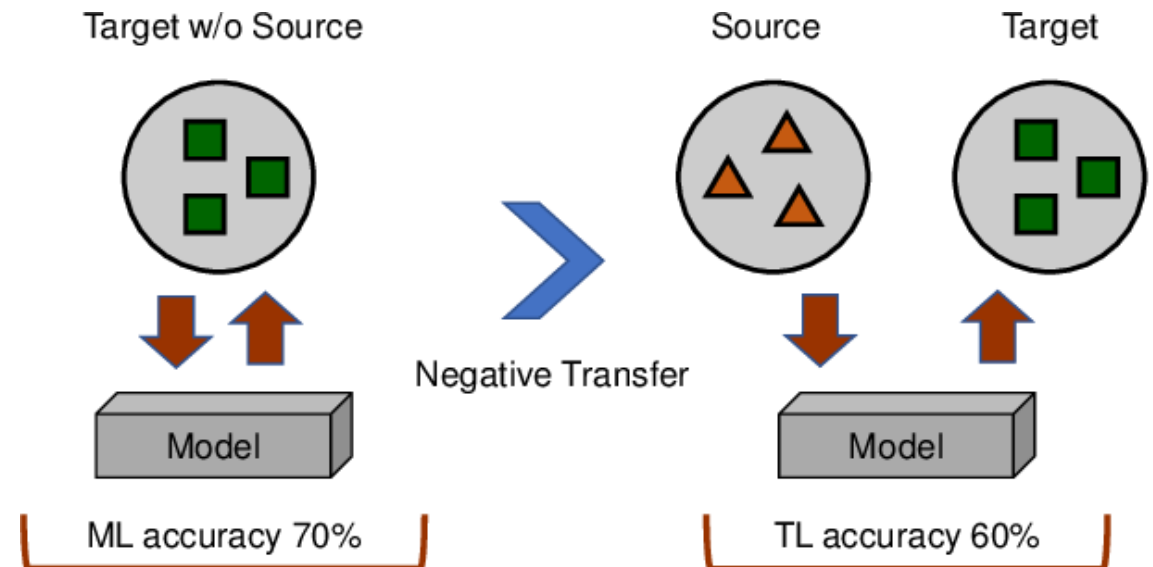 Target w/o Source
Source
Target
Negative Transfer
Model
Model
ML accuracy 70%
TL accuracy 60%